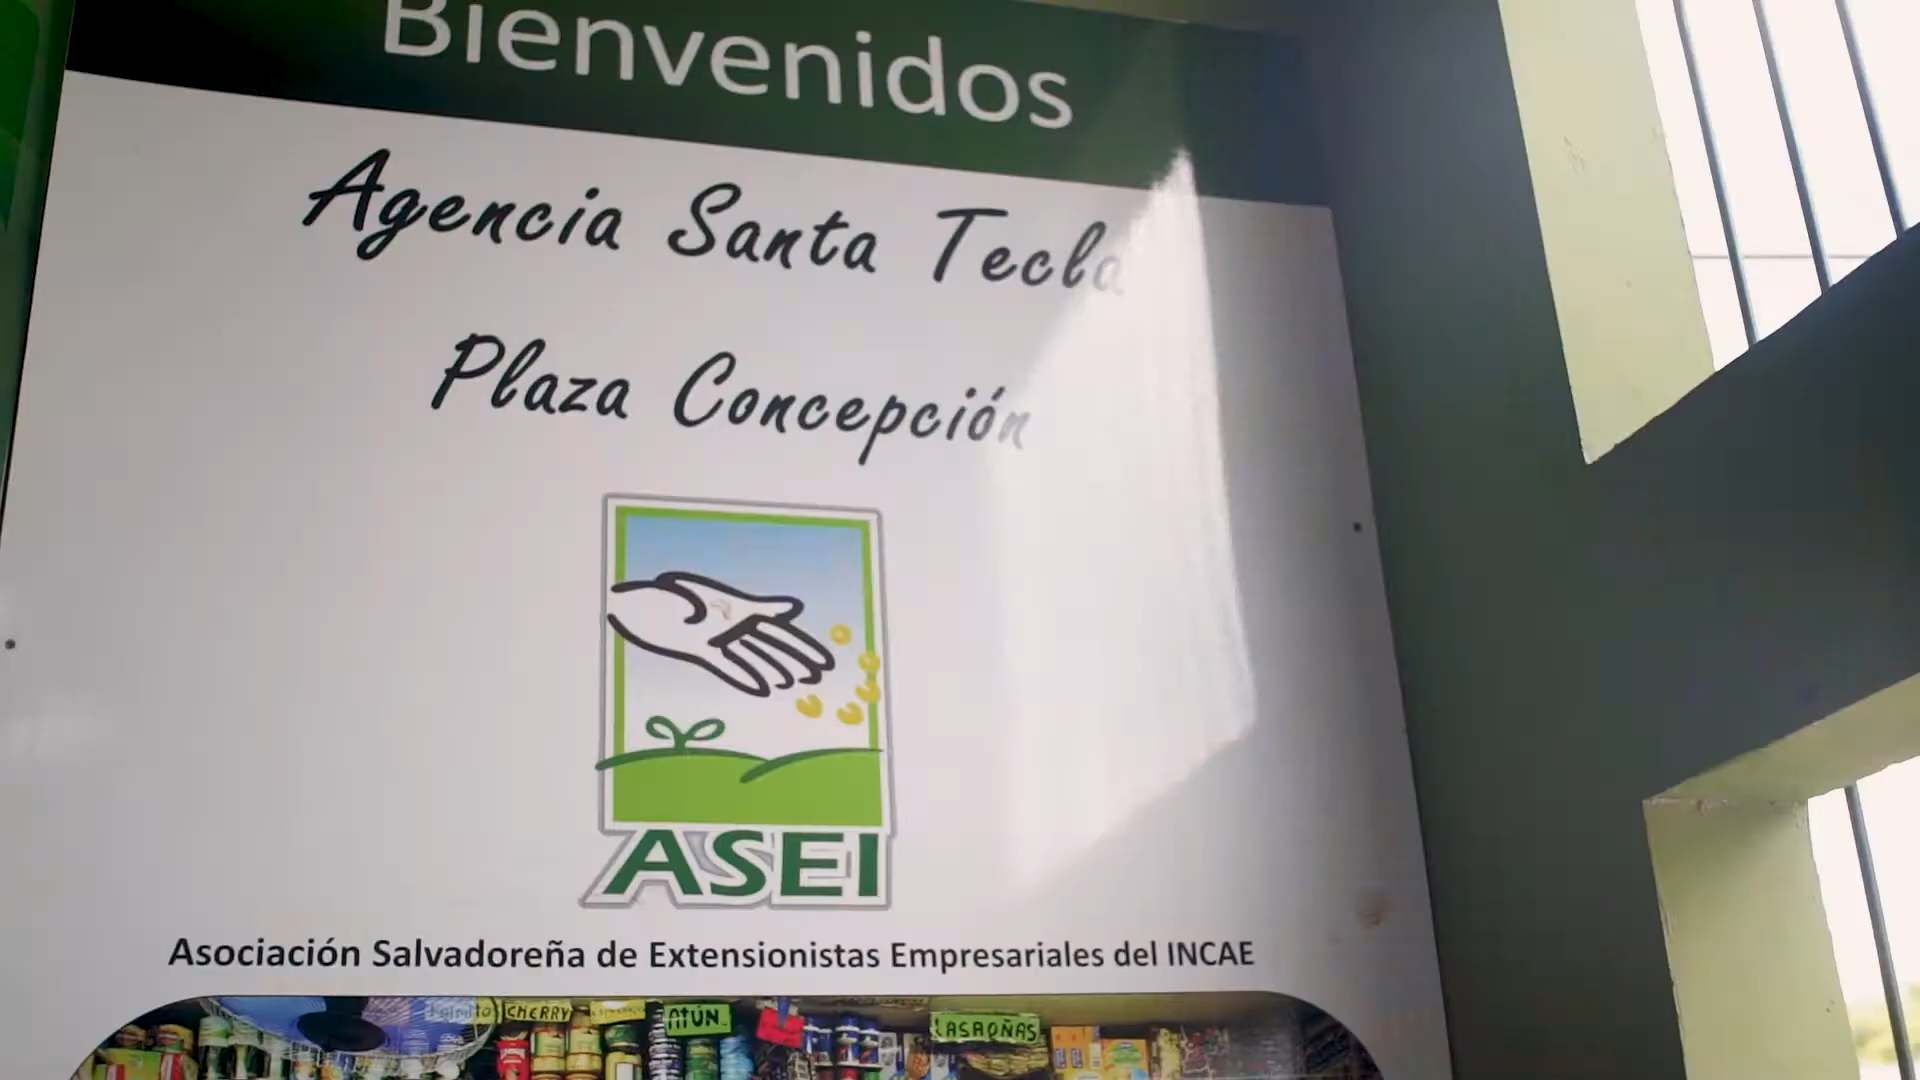 Bienvenidos
Agencia Santa Tecla
Plaza Concepción
ASEI
Asociación Salvadoreña de Extensionistas Empresariales del INCAE
CHERRY
ATÚN
LASAÑAS